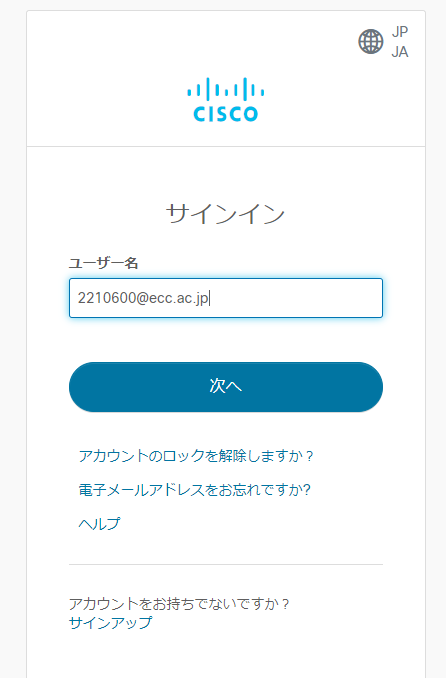 JP
JA
CISCO
サインイン
ユーザー名
2210600@ecc.ac.jp
次へ
アカウントのロックを解除しますか？
電子メールアドレスをお忘れですか?
ヘルプ
アカウントをお持ちでないですか？
サインアップ